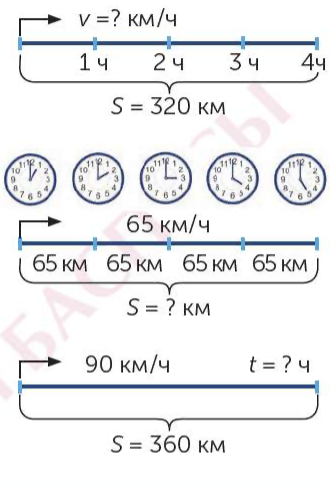 v =? км/ч
1 ч 2 ч 3 ч 4ч
S = 320 км
65 км/ч
65 км 65 км 65 км 65 км
S = ? км
90 км/ч t = ? ч
S = 360 км